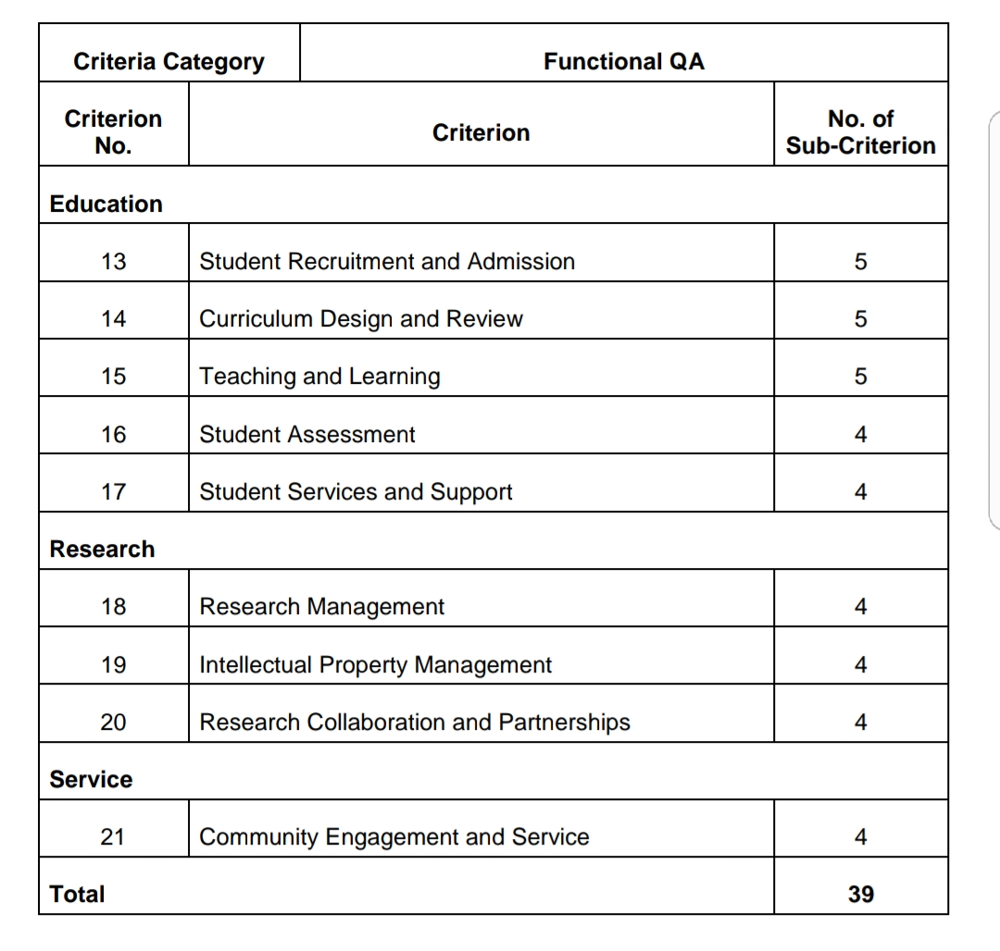 Criteria Category Functional QA
Criterion No. Criterion No. of Sub-Criterion
Education
13 Student Recruitment and Admission 5
14 Curriculum Design and Review 5
15 Teaching and Learning 5
16 Student Assessment 4
17 Student Services and Support 4
Research
18 Research Management 4
19 Intellectual Property Management 4
20 Research Collaboration and Partnerships 4
Service
21 Community Engagement and Service 4
Total 39